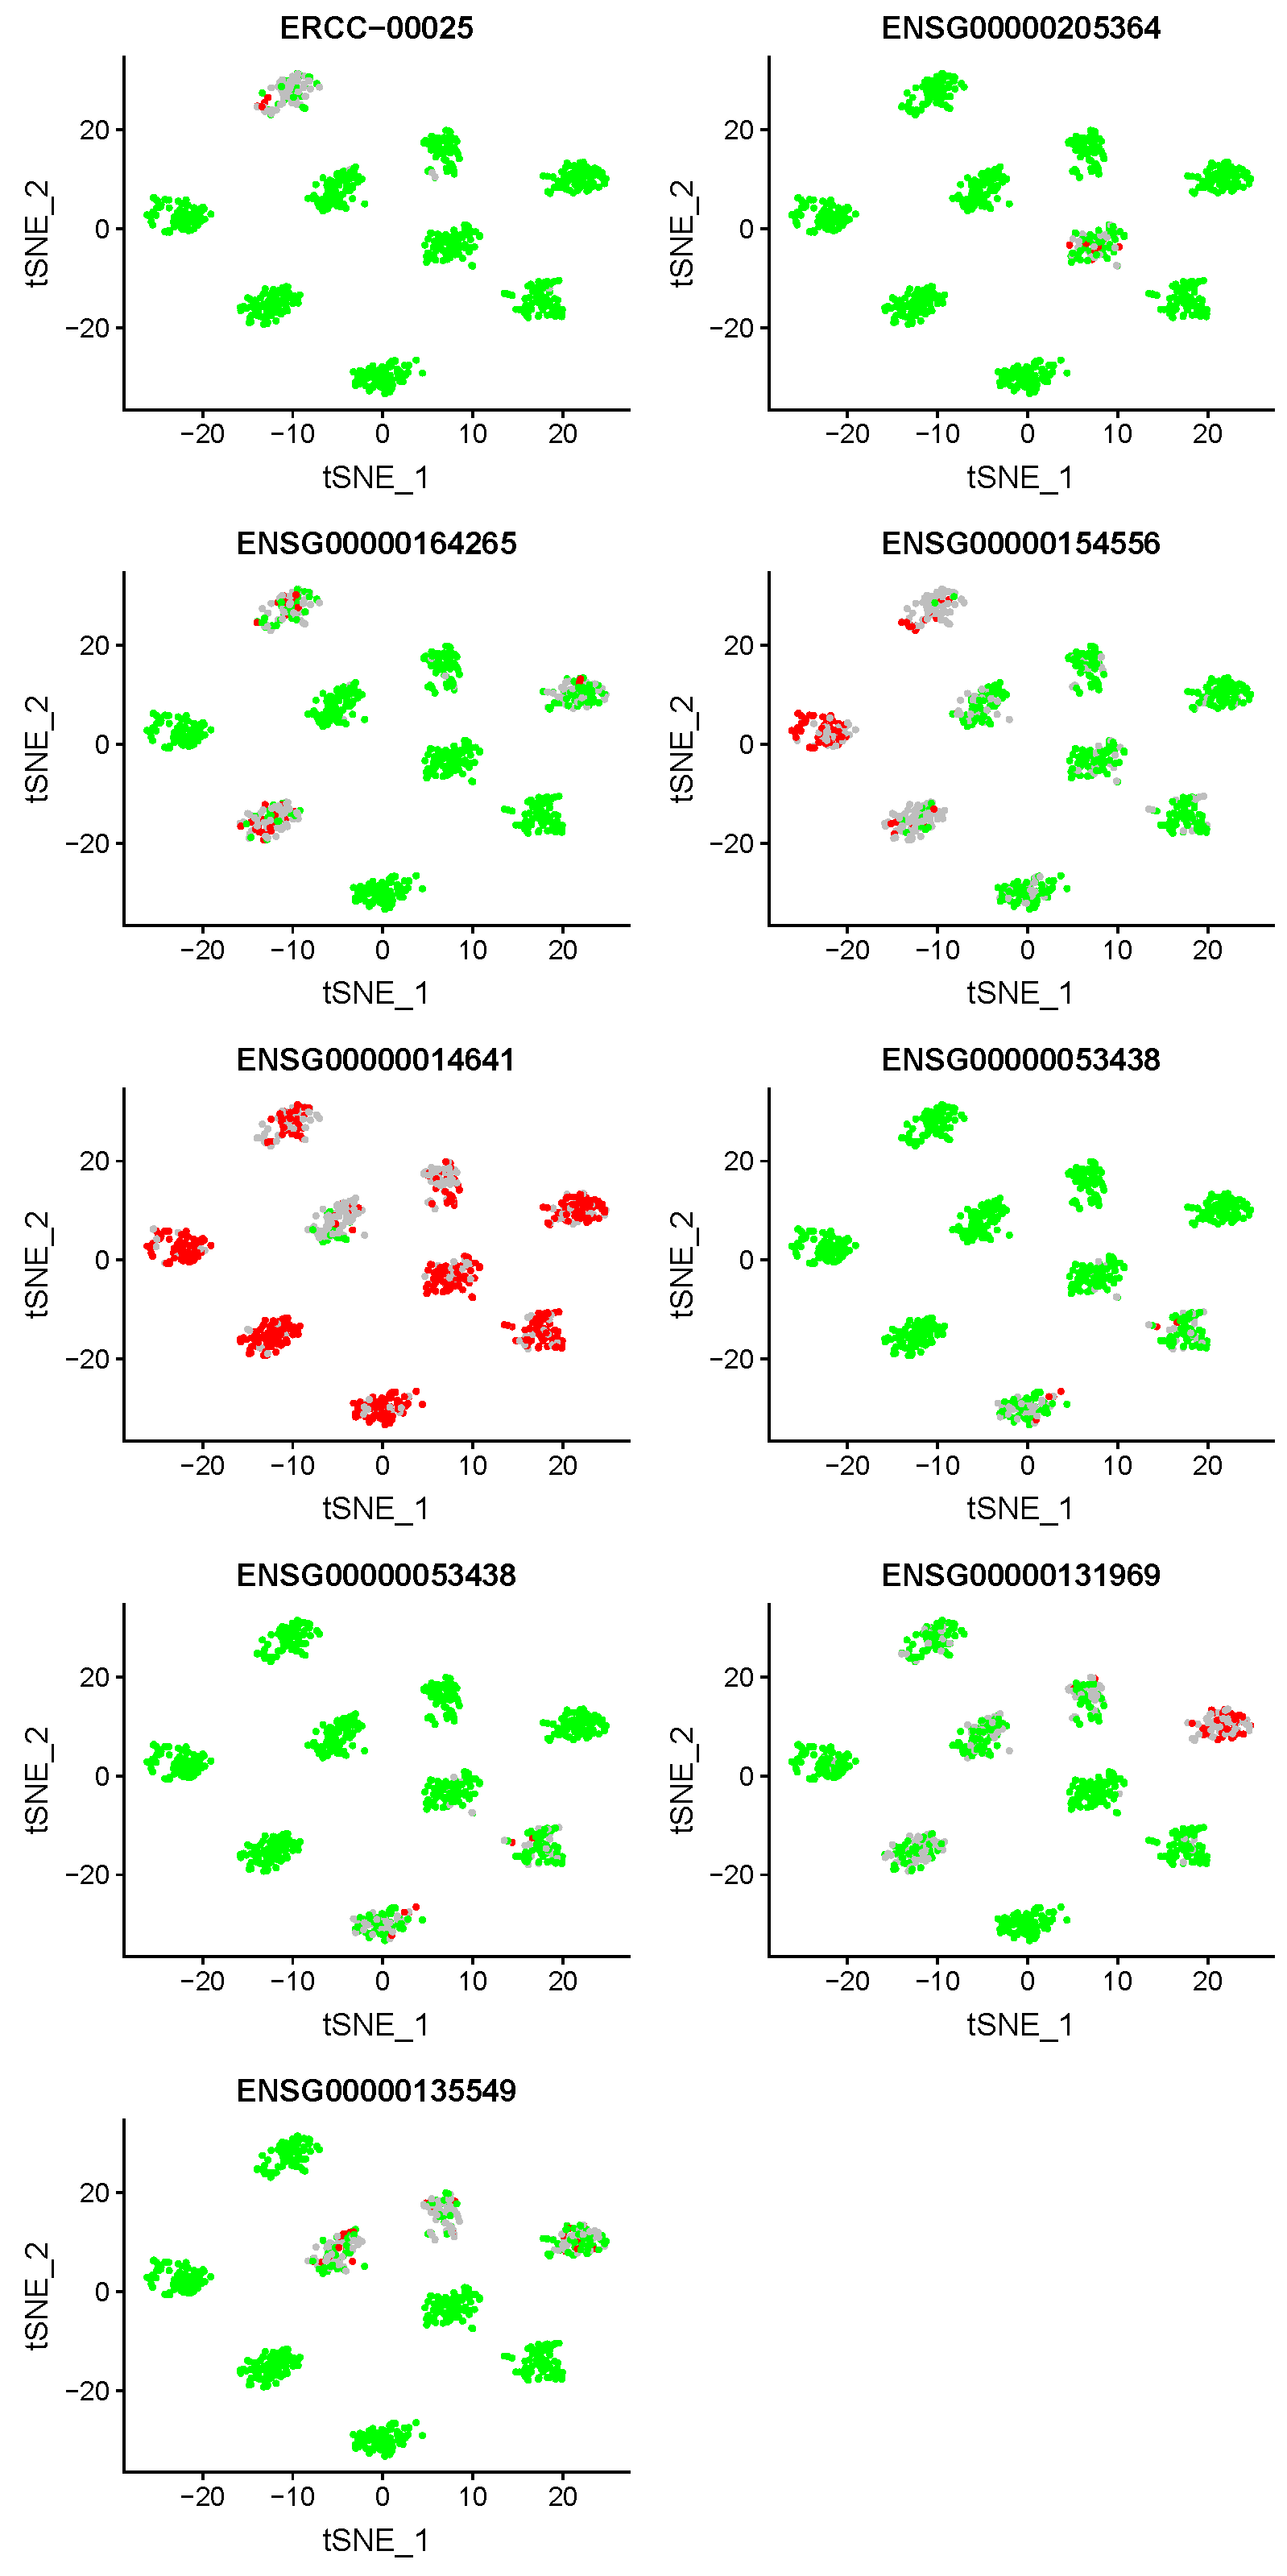 ERCC−00025
ENSG00000205364
20
0
−20
tSNE_2
−20 −10 0 10 20
tSNE_1
20
0
−20
tSNE_2
−20 −10 0 10 20
tSNE_1
ENSG00000164265
ENSG00000154556
20
0
−20
tSNE_2
−20 −10 0 10 20
tSNE_1
20
0
−20
tSNE_2
−20 −10 0 10 20
tSNE_1
ENSG00000014641
ENSG00000053438
20
0
−20
tSNE_2
−20 −10 0 10 20
tSNE_1
20
0
−20
tSNE_2
−20 −10 0 10 20
tSNE_1
ENSG00000053438
ENSG00000131969
20
0
−20
tSNE_2
−20 −10 0 10 20
tSNE_1
20
0
−20
tSNE_2
−20 −10 0 10 20
tSNE_1
ENSG00000135549
20
0
−20
tSNE_2
−20 −10 0 10 20
tSNE_1